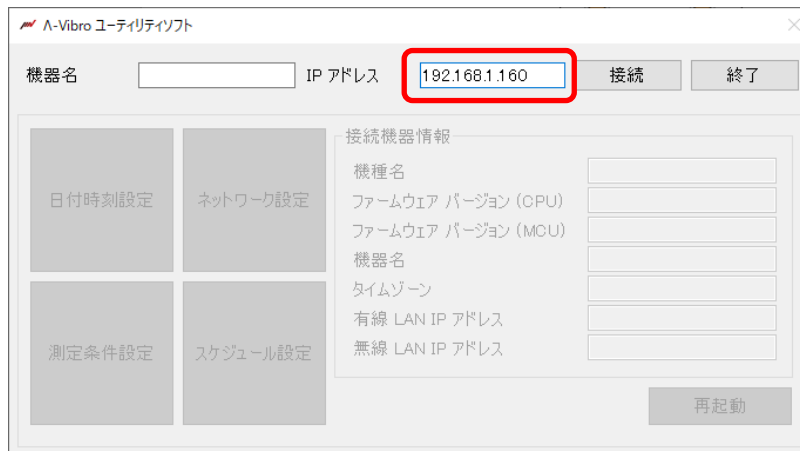 Λ-Vibro ユーティリティソフト
機器名 IP アドレス 192.168.1.160 接続 終了
日付時刻設定 ネットワーク設定
測定条件設定 スケジュール設定
接続機器情報
機種名
ファームウェア バージョン (CPU)
ファームウェア バージョン (MCU)
機器名
タイムゾーン
有線 LAN IP アドレス
無線 LAN IP アドレス
再起動